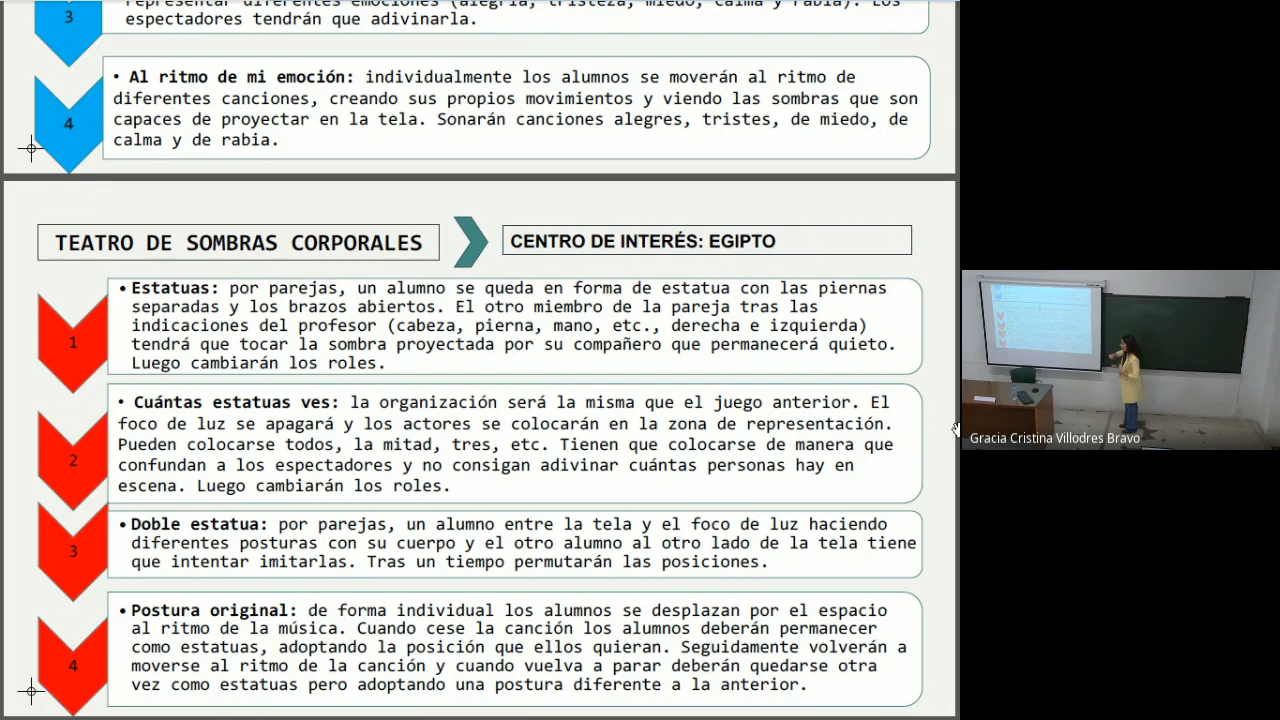 representar diferentes emociones (alegría, tristeza, miedo, calma y rabia). Los
3
espectadores tendrán que adivinarla.
• Al ritmo de mi emoción: individualmente los alumnos se moverán al ritmo de
diferentes canciones, creando sus propios movimientos y viendo las sombras que son
capaces de proyectar en la tela. Sonarán canciones alegres, tristes, de miedo, de
calma y de rabia.
4
TEATRO DE SOMBRAS CORPORALES
CENTRO DE INTERÉS: EGIPTO
• Estatuas: por parejas, un alumno se queda en forma de estatua con las piernas
separadas y los brazos abiertos. El otro miembro de la pareja tras las
indicaciones del profesor (cabeza, pierna, mano, etc., derecha e izquierda)
tendrá que tocar la sombra proyectada por su compañero que permanecerá quieto.
Luego cambiarán los roles.
1
• Cuántas estatuas ves: la organización será la misma que el juego anterior. El
foco de luz se apagará y los actores se colocarán en la zona de representación.
Pueden colocarse todos, la mitad, tres, etc. Tienen que colocarse de manera que
confundan a los espectadores y no consigan adivinar cuántas personas hay en
escena. Luego cambiarán los roles.
2
• Doble estatua: por parejas, un alumno entre la tela y el foco de luz haciendo
diferentes posturas con su cuerpo y el otro alumno al otro lado de la tela tiene
que intentar imitarlas. Tras un tiempo permutarán las posiciones.
3
• Postura original: de forma individual los alumnos se desplazan por el espacio
al ritmo de la música. Cuando cese la canción los alumnos deberán permanecer
como estatuas, adoptando la posición que ellos quieran. Seguidamente volverán a
moverse al ritmo de la canción y cuando vuelva a parar deberán quedarse otra
vez como estatuas pero adoptando una postura diferente a la anterior.
4
Gracia Cristina Villodres Bravo